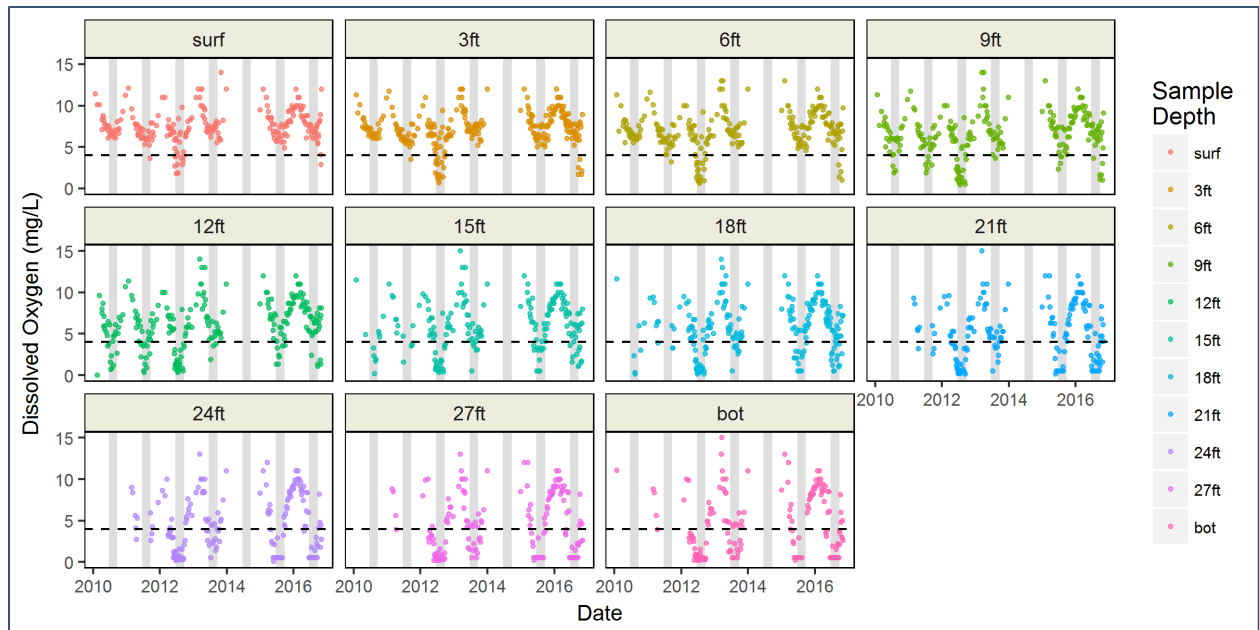 surf 3ft 6ft 9ft
15
10
5
0
12ft 15ft 18ft 21ft
15
10
5
0
2010 2012 2014 2016
24ft 27ft bot
15
10
5
0
2010 2012 2014 2016 2010 2012 2014 2016 2010 2012 2014 2016
Date
Dissolved Oxygen (mg/L)
Sample
Depth
surf
3ft
6ft
9ft
12ft
15ft
18ft
21ft
24ft
27ft
bot